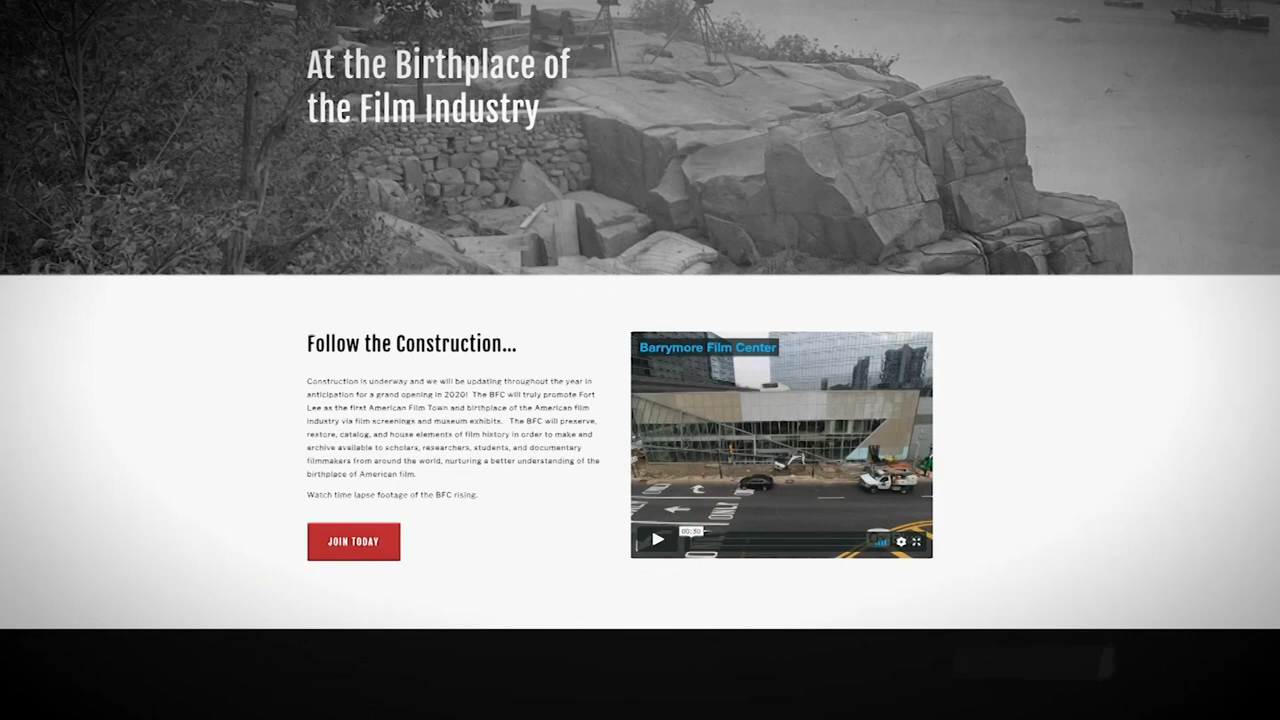 At the Birthplace of
the Film Industry
Follow the Construction...
Construction is underway and we will be updating throughout the year in
anticipation for a grand opening in 2020! The BFC will truly promote Fort
Lee as the first American Film Town and birthplace of the American film
industry via film screenings and museum exhibits. The BFC will preserve,
restore, catalog, and house elements of film history in order to make and
archive available to scholars, researchers, students, and documentary
filmmakers from around the world, nurturing a better understanding of the
birthplace of American film.
Watch time lapse footage of the BFC rising.
JOIN TODAY
Barrymore Film Center
ONLY
ONLY
00:30